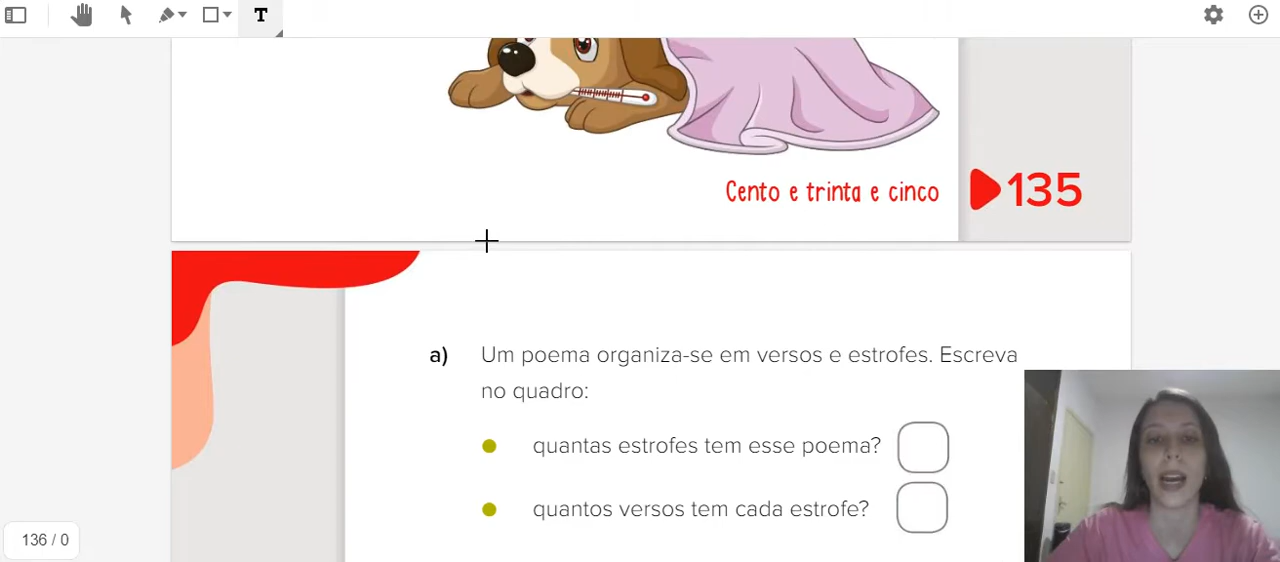 T
Cento e trinta e cinco
135
a) Um poema organiza-se em versos e estrofes. Escreva
no quadro:
quantas estrofes tem esse poema?
quantos versos tem cada estrofe?
136 / 0